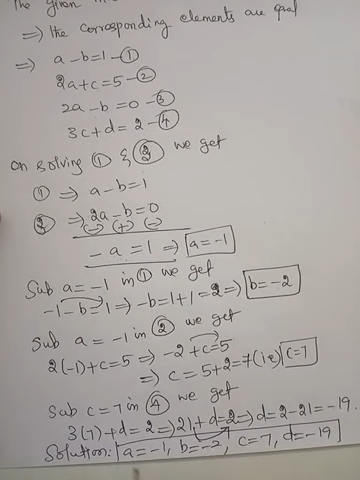 The given
⇒ the corresponding elements are equal
⇒ a-b=1-①
2a+c=5-②
2a-b=0-③
3c+d=2-④
On solving ① & ③ we get
① ⇒ a-b=1
③ ⇒ 2a-b=0
(-) (+) (-)
-a=1 ⇒ a=-1
Sub a=-1 in ① we get
-1-b=1 ⇒ -b=1+1=2 ⇒ b=-2
Sub a=-1 in ② we get
2(-1)+c=5 ⇒ -2+c=5
⇒ c=5+2=7 (ie) c=7
Sub c=7 in ④ we get
3(7)+d=2 ⇒ 21+d=2 ⇒ d=2-21=-19.
Solution: a=-1, b=-2, c=7, d=-19